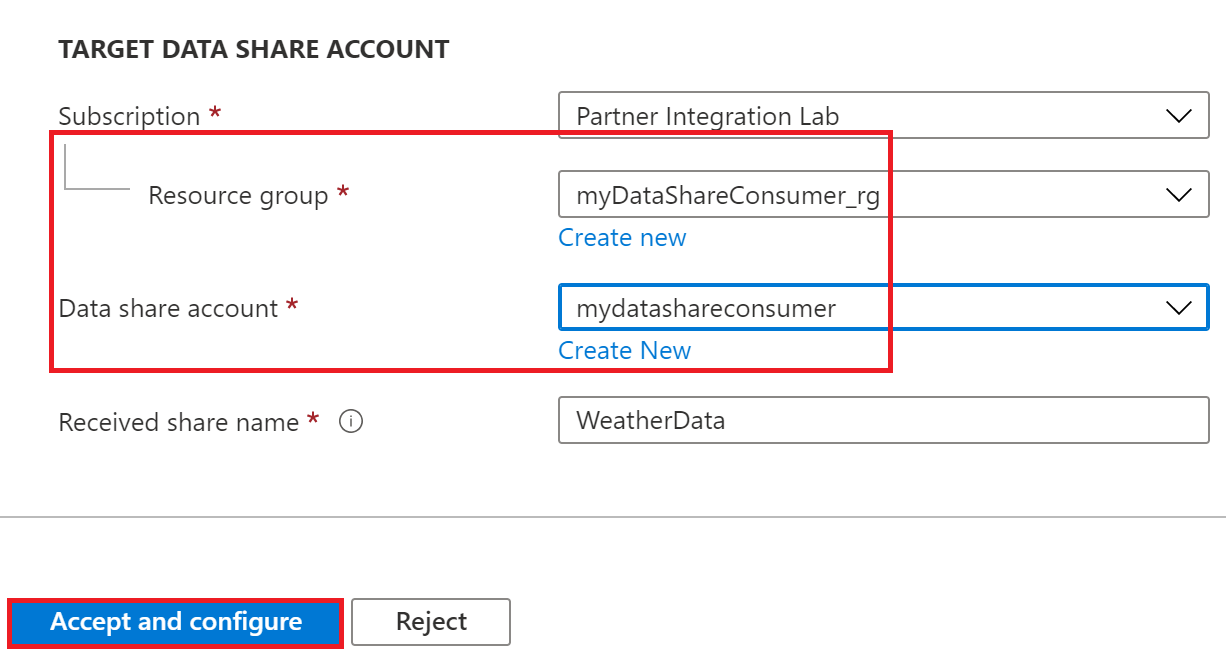 TARGET DATA SHARE ACCOUNT
Subscription * Partner Integration Lab
Resource group * myDataShareConsumer_rg
Create new
Data share account * mydatashareconsumer
Create New
Received share name * i WeatherData
Accept and configure Reject